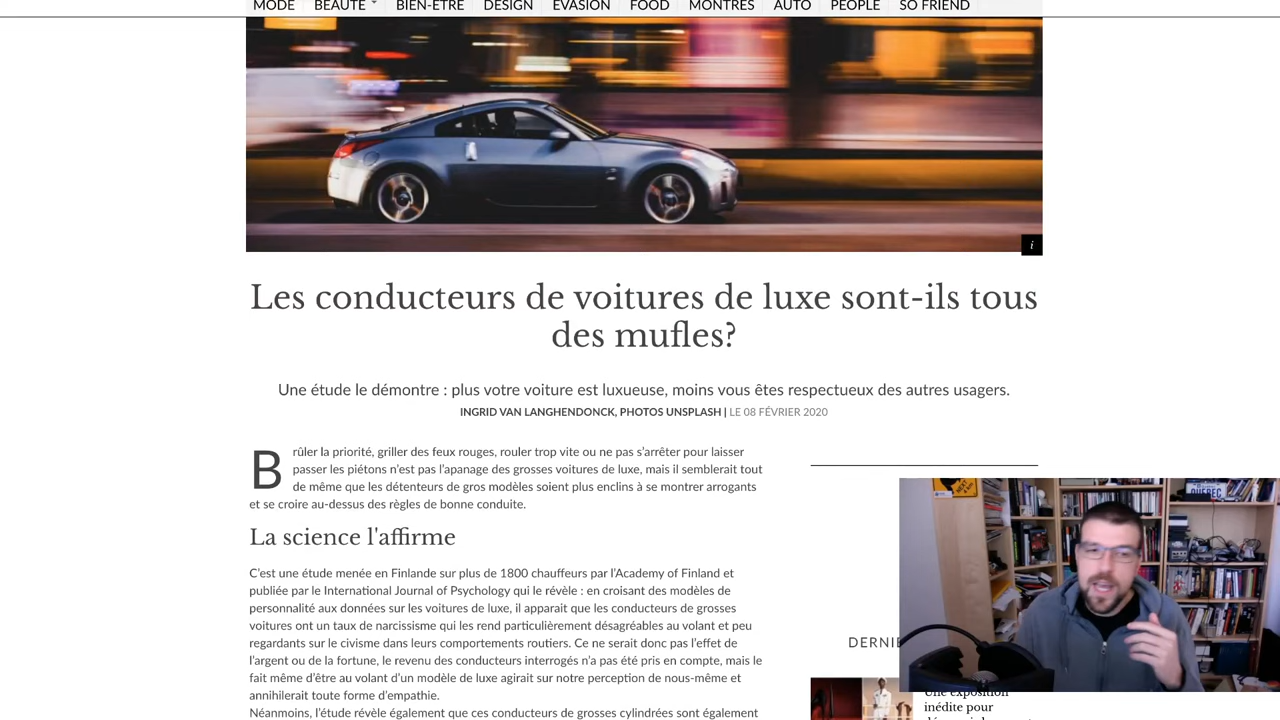 MODE BEAUTÉ BIEN-ÊTRE DESIGN EVASION FOOD MONTRES AUTO PEOPLE SO FRIEND
i
Les conducteurs de voitures de luxe sont-ils tous
des mufles?
Une étude le démontre : plus votre voiture est luxueuse, moins vous êtes respectueux des autres usagers.
INGRID VAN LANGHENDONCK, PHOTOS UNSPLASH | LE 08 FÉVRIER 2020
Brûler la priorité, griller des feux rouges, rouler trop vite ou ne pas s'arrêter pour laisser
passer les piétons n'est pas l'apanage des grosses voitures de luxe, mais il semblerait tout
de même que les détenteurs de gros modèles soient plus enclins à se montrer arrogants
et se croire au-dessus des règles de bonne conduite.
La science l'affirme
C'est une étude menée en Finlande sur plus de 1800 chauffeurs par l'Academy of Finland et
publiée par le International Journal of Psychology qui le révèle : en croisant des modèles de
personnalité aux données sur les voitures de luxe, il apparait que les conducteurs de grosses
voitures ont un taux de narcissisme qui les rend particulièrement désagréables au volant et peu
regardants sur le civisme dans leurs comportements routiers. Ce ne serait donc pas l'effet de
l'argent ou de la fortune, le revenu des conducteurs interrogés n'a pas été pris en compte, mais le
fait même d'être au volant d'un modèle de luxe agirait sur notre perception de nous-même et
annihilerait toute forme d'empathie.
Néanmoins, l'étude révèle également que ces conducteurs de grosses cylindrées sont également
QUÉBEC
DERNIE
Une exposition
inédite pour